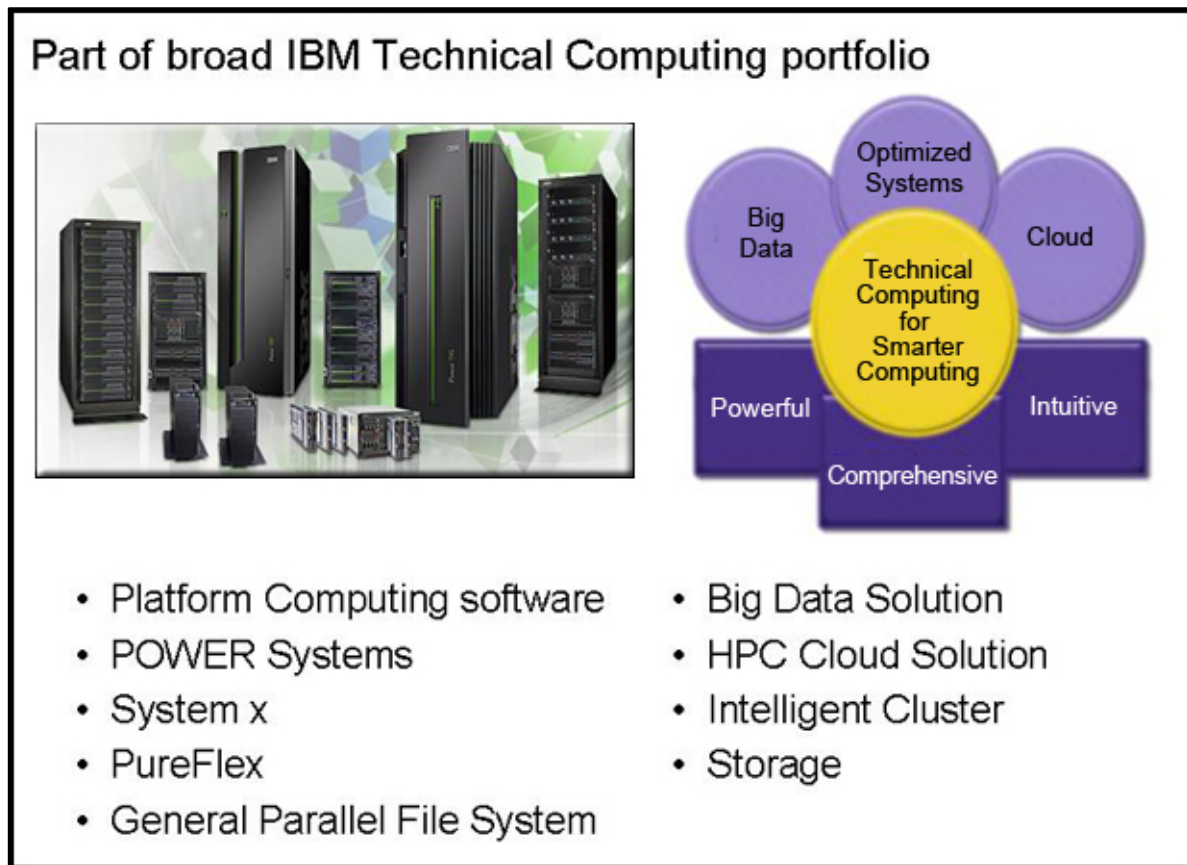 Part of broad IBM Technical Computing portfolio
Optimized
Systems
Big
Data
Cloud
Technical
Computing
for
Smarter
Computing
Powerful
Intuitive
Comprehensive
• Platform Computing software
• POWER Systems
• System x
• PureFlex
• General Parallel File System
• Big Data Solution
• HPC Cloud Solution
• Intelligent Cluster
• Storage